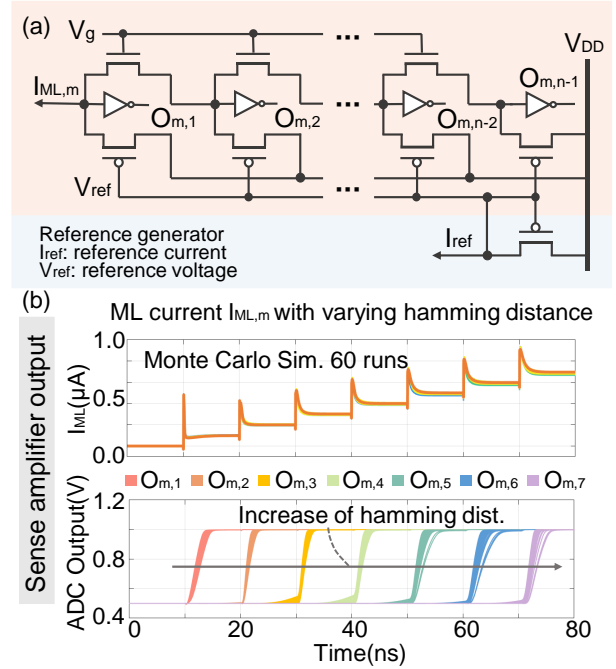 (a)
Vg
VDD
...
IML,m
Om,1
Om,2
Om,n-2
Om,n-1
Vref
...
Reference generator
Iref: reference current
Vref: reference voltage
Iref
(b)
ML current IML,m with varying hamming distance
Sense amplifier output
Monte Carlo Sim. 60 runs
IML(μA)
1.0
0.5
0.0
Om,1 Om,2 Om,3 Om,4 Om,5 Om,6 Om,7
Increase of hamming dist.
ADC Output(V)
1.2
0.8
0.4
0 20 40 60 80
Time(ns)